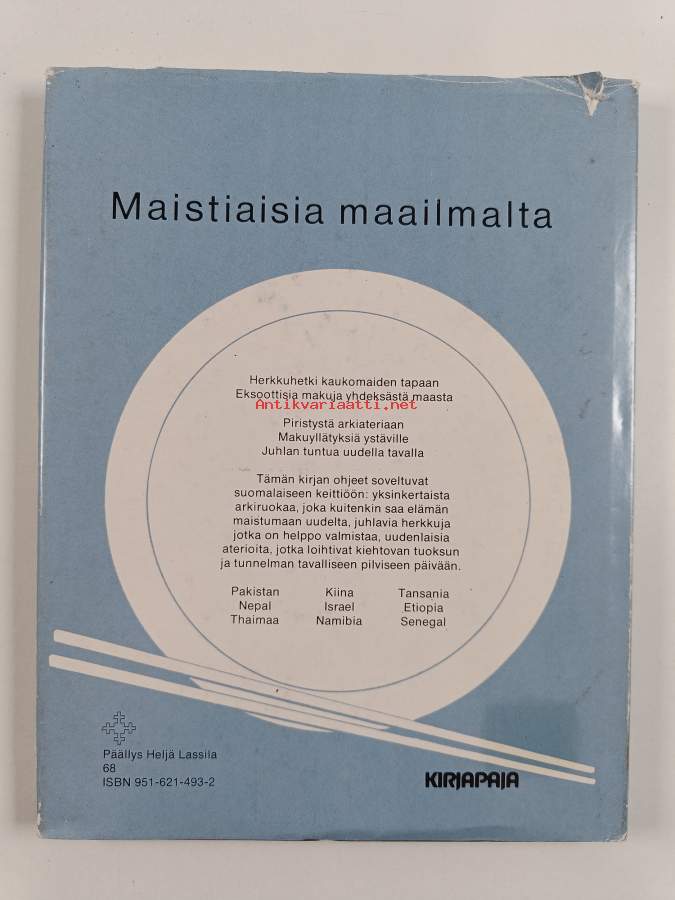 Maistiaisia maailmalta
Herkkuhetki kaukomaiden tapaan
Eksoottisia makuja yhdeksästä maasta
Antikvariaatti.net
Piristystä arkiateriaan
Makuyllätyksiä ystäville
Juhlan tuntua uudella tavalla
Tämän kirjan ohjeet soveltuvat
suomalaiseen keittiöön: yksinkertaista
arkiruokaa, joka kuitenkin saa elämän
maistumaan uudelta, juhlavia herkkuja
jotka on helppo valmistaa, uudenlaisia
aterioita, jotka loihtivat kiehtovan tuoksun
ja tunnelman tavalliseen pilviseen päivään.
Pakistan Kiina Tansania
Nepal Israel Etiopia
Thaimaa Namibia Senegal
Päällys Heljä Lassila
68
ISBN 951-621-493-2
KIRJAPAJA